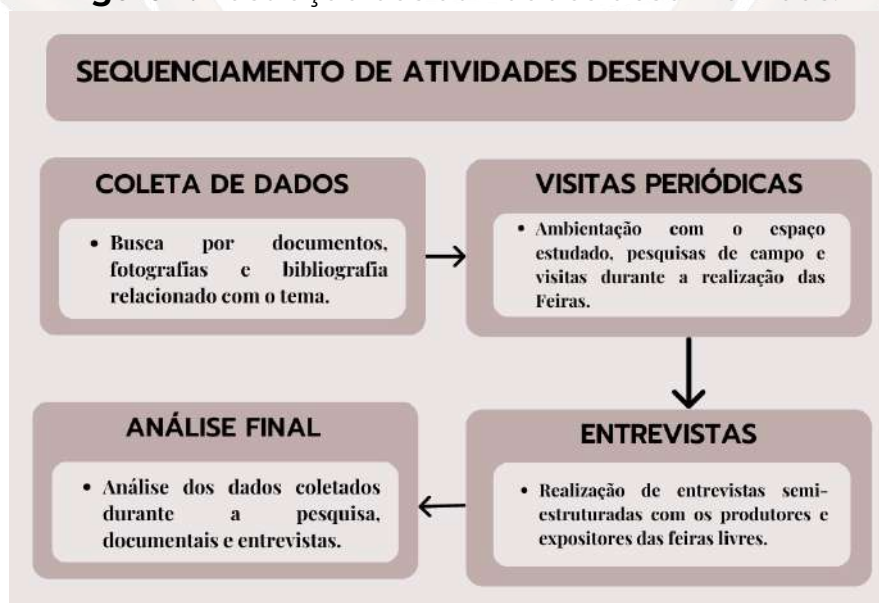 SEQUENCIAMENTO DE ATIVIDADES DESENVOLVIDAS
COLETA DE DADOS
• Busca por documentos,
fotografias e bibliografia
relacionado com o tema.
VISITAS PERIÓDICAS
• Ambientação com o espaço
estudado, pesquisas de campo e
visitas durante a realização das
Feiras.
ENTREVISTAS
• Realização de entrevistas semi-
estruturadas com os produtores e
expositores das feiras livres.
ANÁLISE FINAL
• Análise dos dados coletados
durante a pesquisa,
documentais e entrevistas.